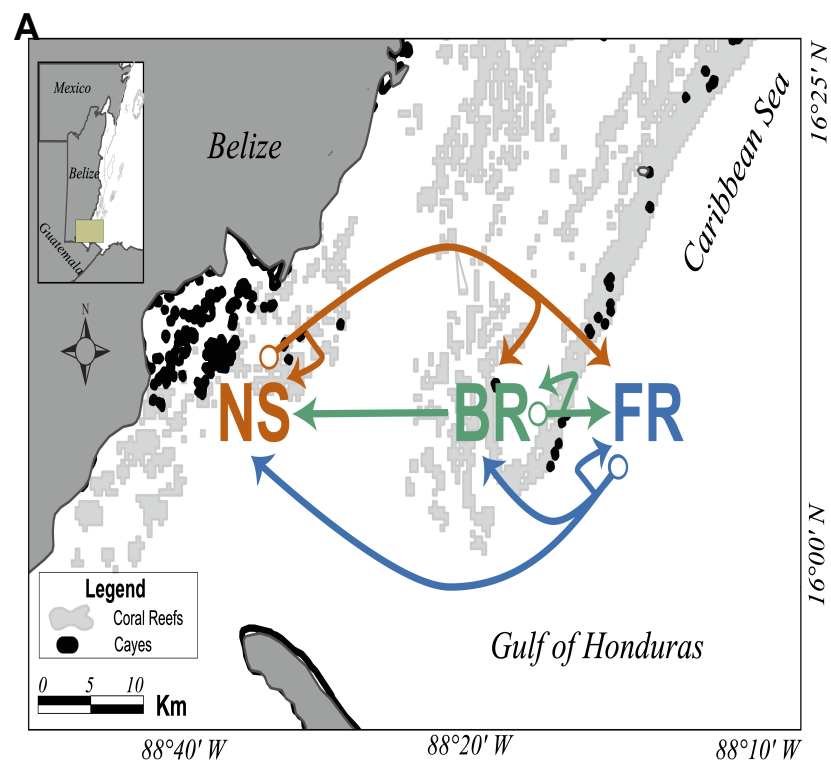 A
Mexico
Belize
Guatemala
Belize
Caribbean Sea
16°25' N
N
NS
BR
FR
16°00' N
Legend
Coral Reefs
Cayes
Gulf of Honduras
0 5 10
Km
88°40' W
88°20' W
88°10' W